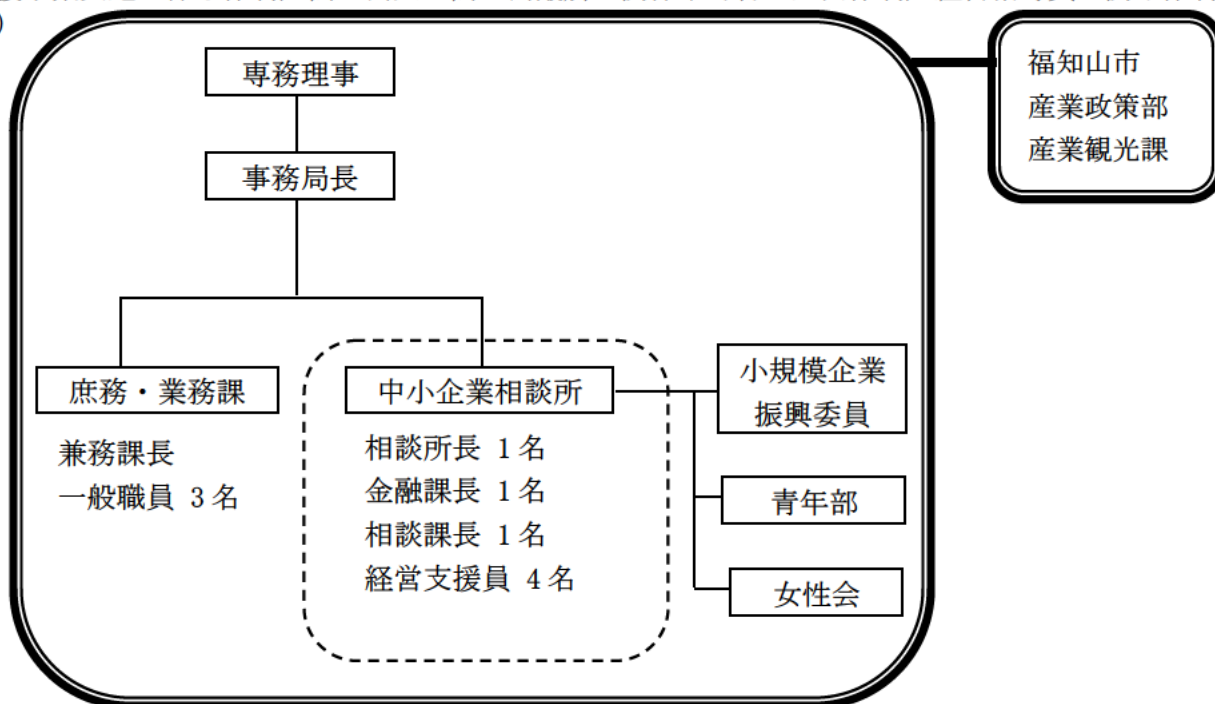 )
専務理事
事務局長
福知山市
産業政策部
産業観光課
庶務・業務課
兼務課長
一般職員 3名
中小企業相談所
相談所長 1名
金融課長 1名
相談課長 1名
経営支援員 4名
小規模企業
振興委員
青年部
女性会